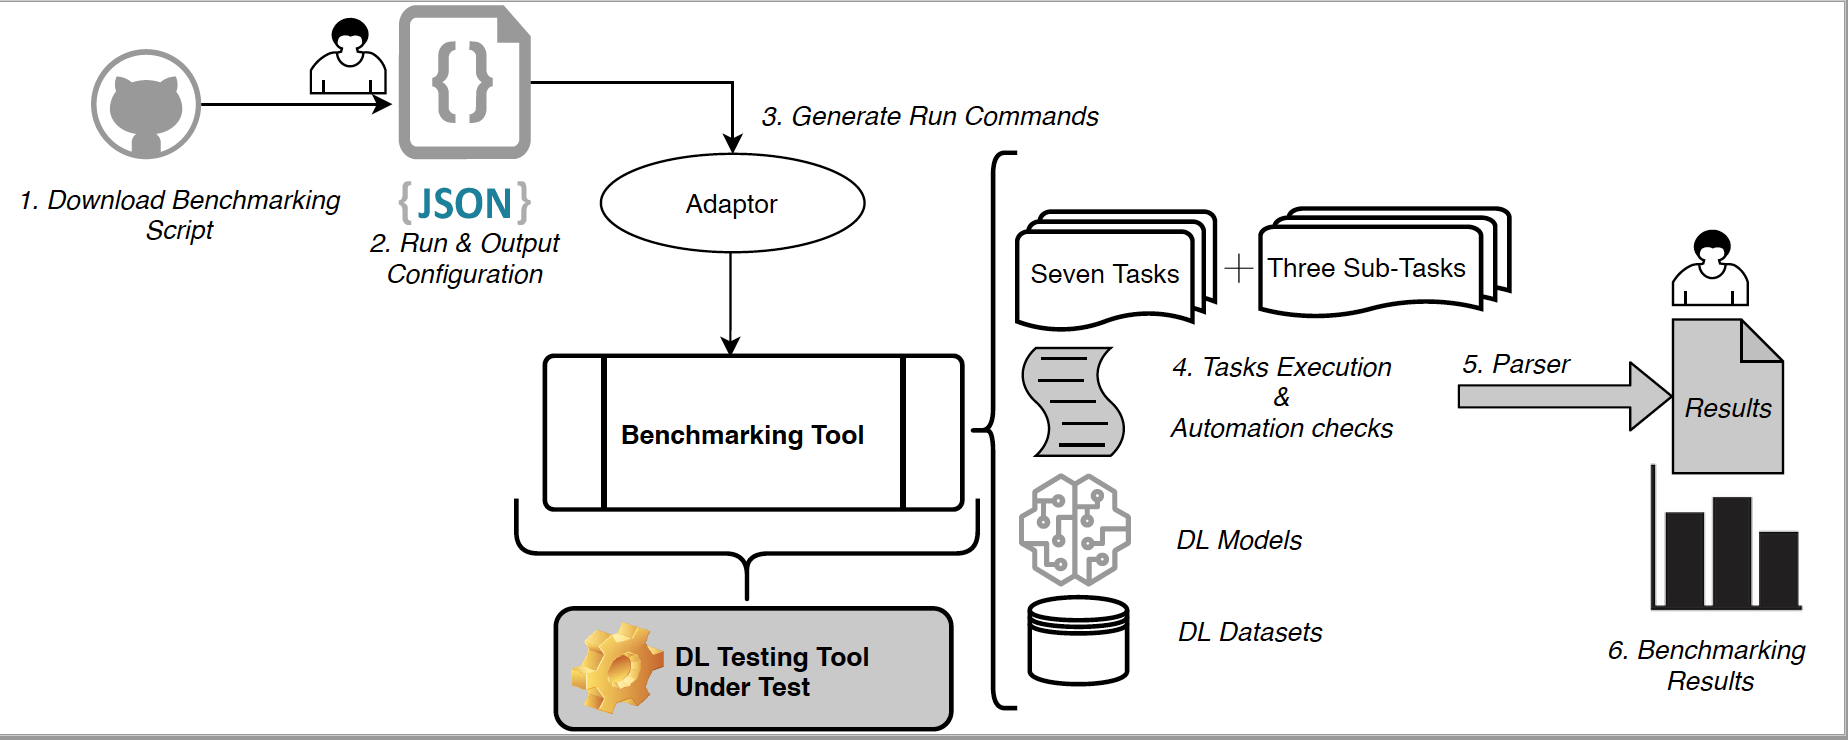 1. Download Benchmarking
Script
{ JSON }
2. Run & Output
Configuration
3. Generate Run Commands
Adaptor
Benchmarking Tool
DL Testing Tool
Under Test
Seven Tasks
+
Three Sub-Tasks
4. Tasks Execution
&
Automation checks
DL Models
DL Datasets
5. Parser
Results
6. Benchmarking
Results